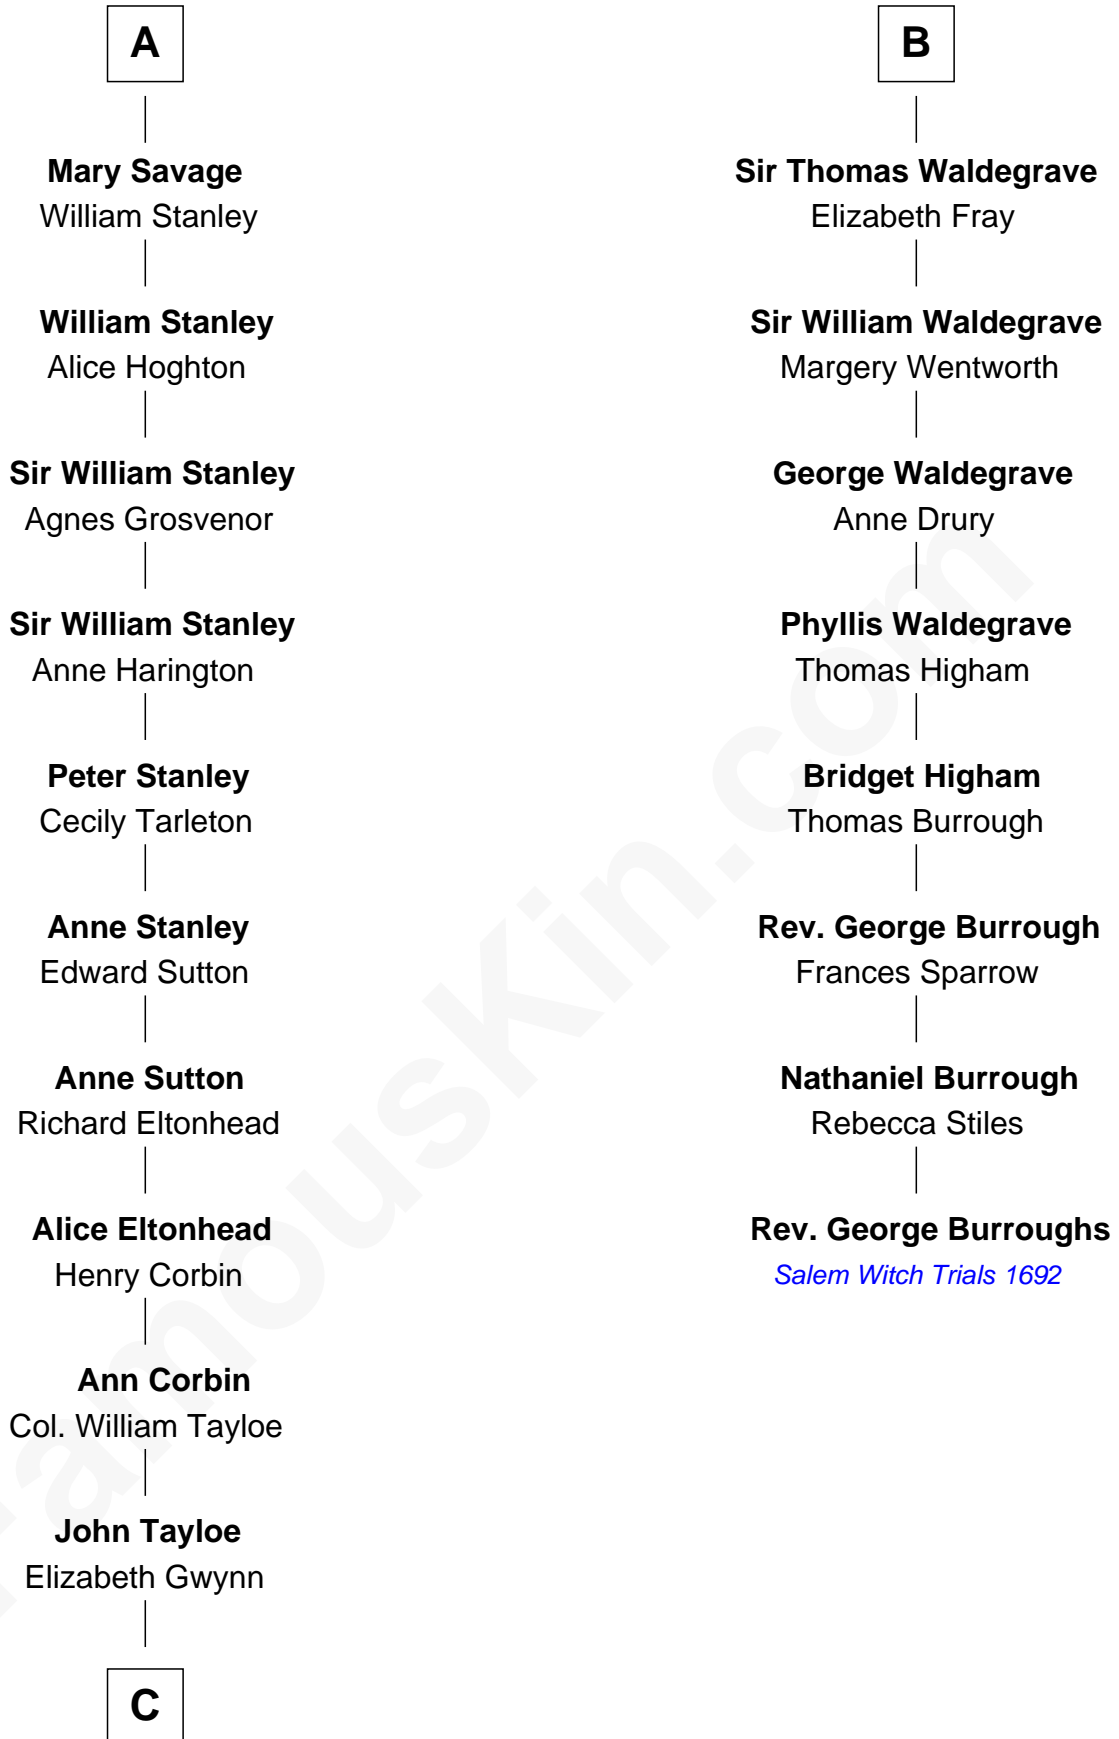 A
Mary Savage
William Stanley
William Stanley
Alice Hoghton
Sir William Stanley
Agnes Grosvenor
Sir William Stanley
Anne Harington
Peter Stanley
Cecily Tarleton
Anne Stanley
Edward Sutton
Anne Sutton
Richard Eltonhead
Alice Eltonhead
Henry Corbin
Ann Corbin
Col. William Tayloe
John Tayloe
Elizabeth Gwynn
C
B
Sir Thomas Waldegrave
Elizabeth Fray
Sir William Waldegrave
Margery Wentworth
George Waldegrave
Anne Drury
Phyllis Waldegrave
Thomas Higham
Bridget Higham
Thomas Burrough
Rev. George Burrough
Frances Sparrow
Nathaniel Burrough
Rebecca Stiles
Rev. George Burroughs
Salem Witch Trials 1692
FamousKin.com